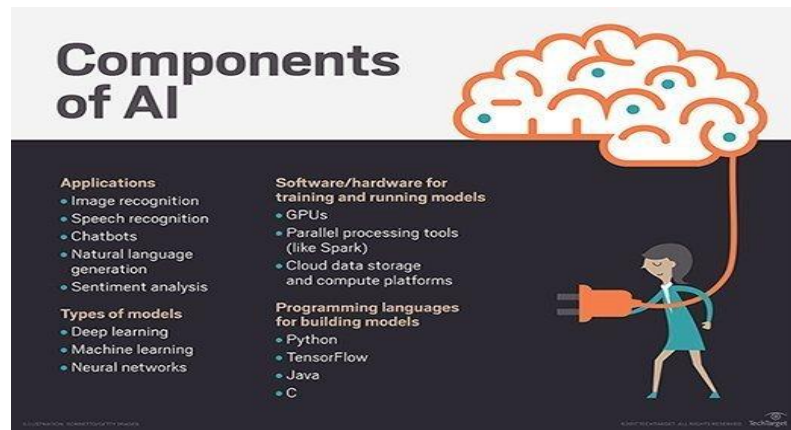 Components
of AI
Applications
• Image recognition
• Speech recognition
• Chatbots
• Natural language
generation
• Sentiment analysis
Types of models
• Deep learning
• Machine learning
• Neural networks
Software/hardware for
training and running models
• GPUs
• Parallel processing tools
(like Spark)
• Cloud data storage
and compute platforms
Programming languages
for building models
• Python
• TensorFlow
• Java
• C
TechTarget